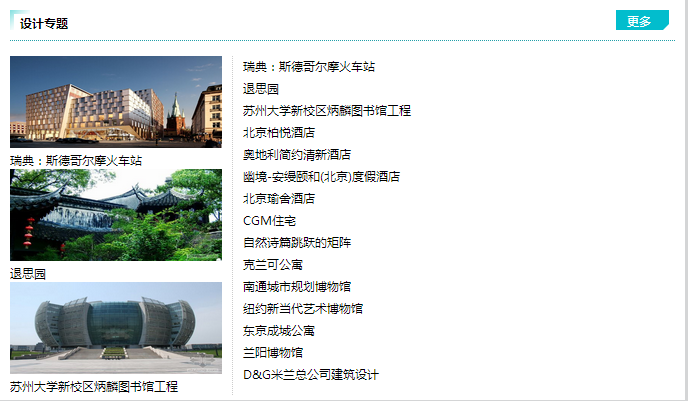 设计专题
更多
瑞典：斯德哥尔摩火车站
退思园
苏州大学新校区炳麟图书馆工程
瑞典：斯德哥尔摩火车站
退思园
苏州大学新校区炳麟图书馆工程
北京柏悦酒店
奥地利简约清新酒店
幽境-安缦颐和(北京)度假酒店
北京瑜舍酒店
CGM住宅
自然诗篇跳跃的矩阵
克兰可公寓
南通城市规划博物馆
纽约新当代艺术博物馆
东京成城公寓
兰阳博物馆
D&G米兰总公司建筑设计